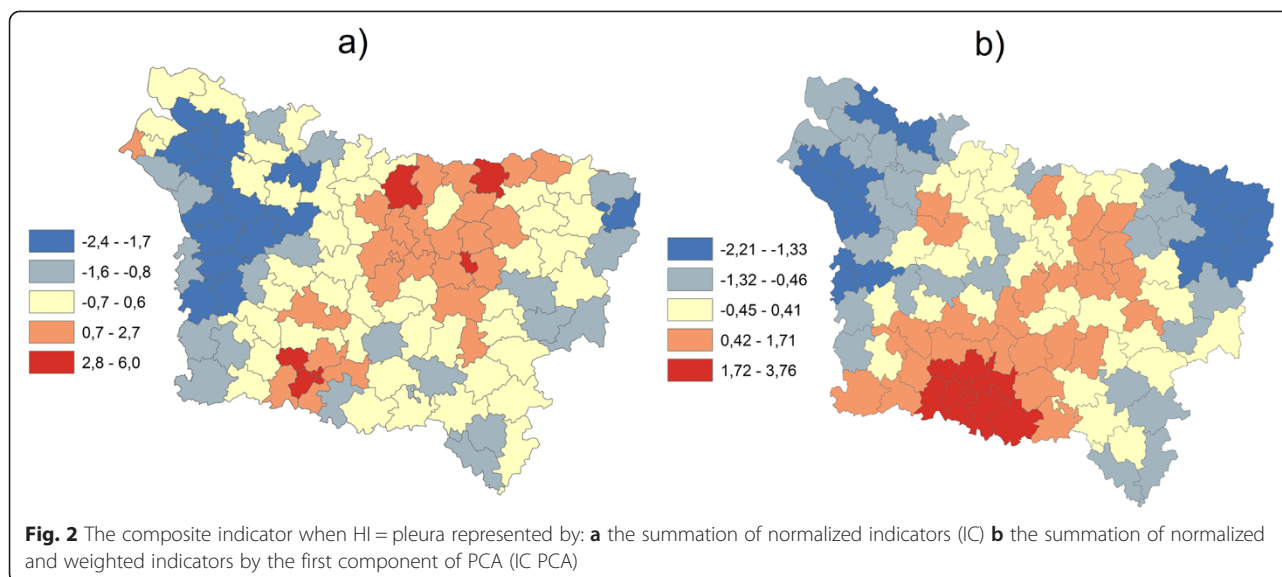 a)
b)
-2,4 - -1,7
-1,6 - -0,8
-0,7 - 0,6
0,7 - 2,7
2,8 - 6,0
-2,21 - -1,33
-1,32 - -0,46
-0,45 - 0,41
0,42 - 1,71
1,72 - 3,76
Fig. 2 The composite indicator when HI = pleura represented by: a the summation of normalized indicators (IC) b the summation of normalized
and weighted indicators by the first component of PCA (IC PCA)